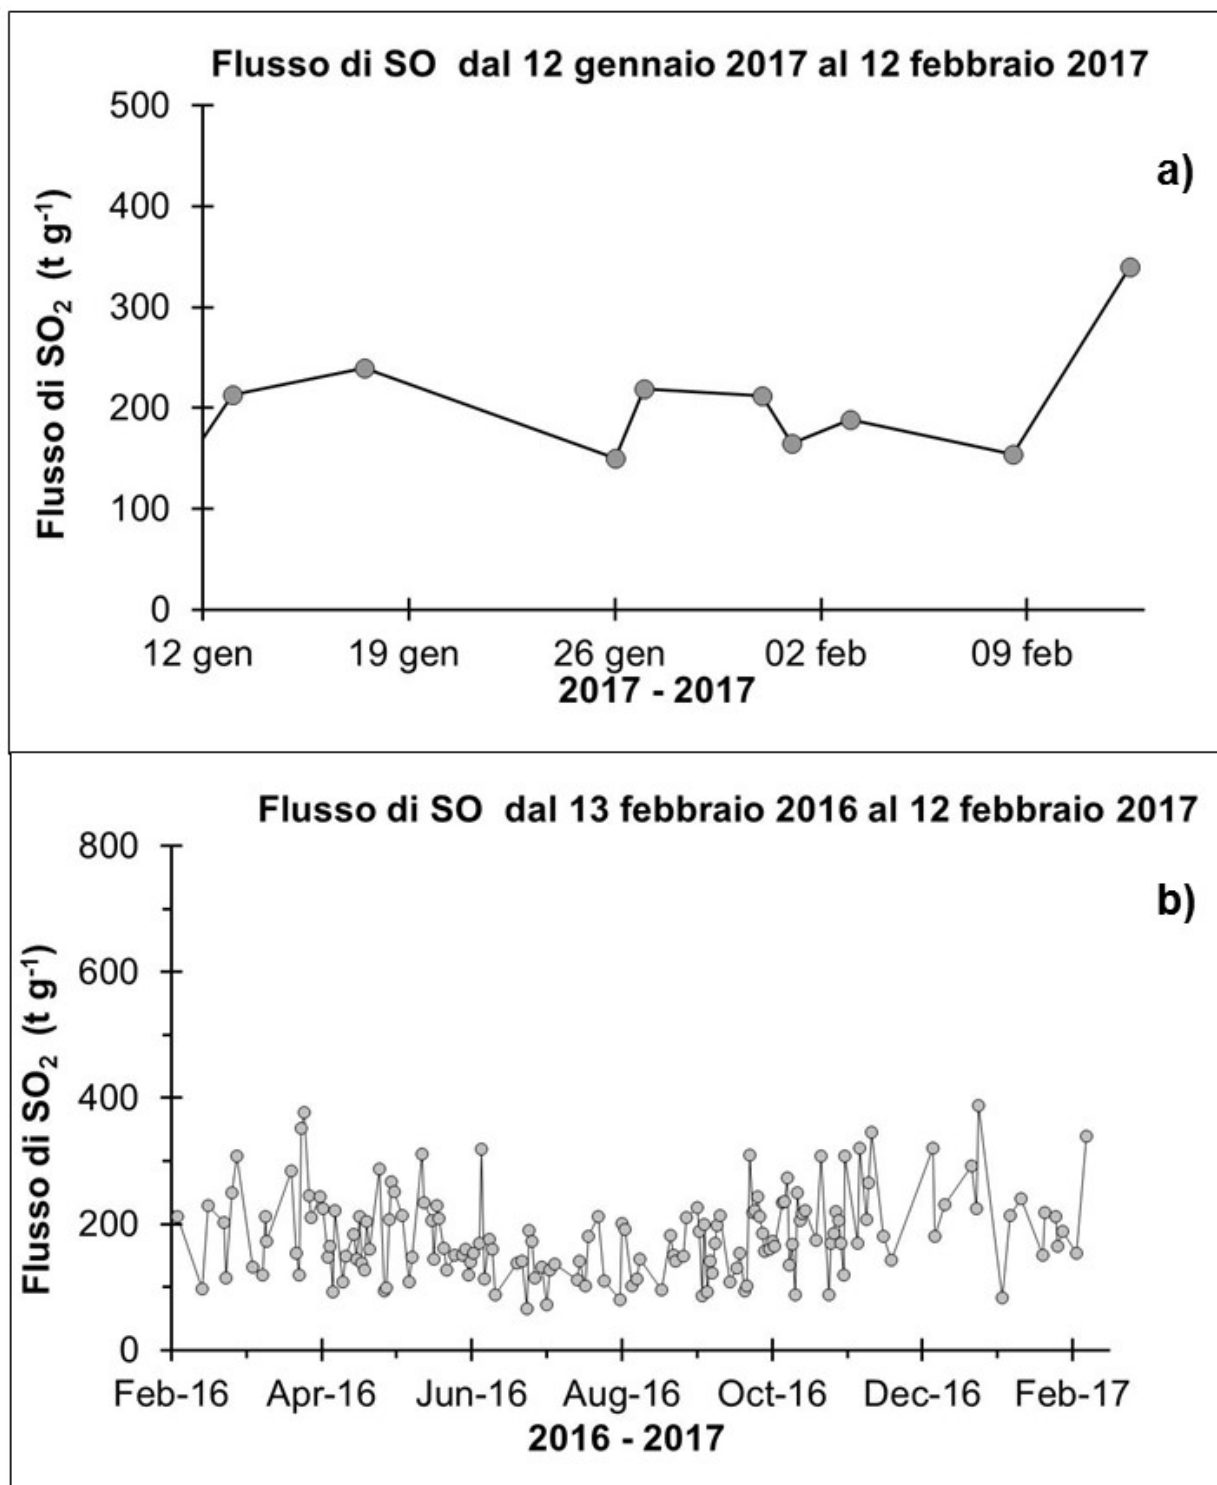 Flusso di SO  dal 12 gennaio 2017 al 12 febbraio 2017
a)
Flusso di SO₂ (t g⁻¹)
500
400
300
200
100
0
12 gen 19 gen 26 gen 02 feb 09 feb
2017 - 2017
Flusso di SO  dal 13 febbraio 2016 al 12 febbraio 2017
b)
Flusso di SO₂ (t g⁻¹)
800
600
400
200
0
Feb-16 Apr-16 Jun-16 Aug-16 Oct-16 Dec-16 Feb-17
2016 - 2017